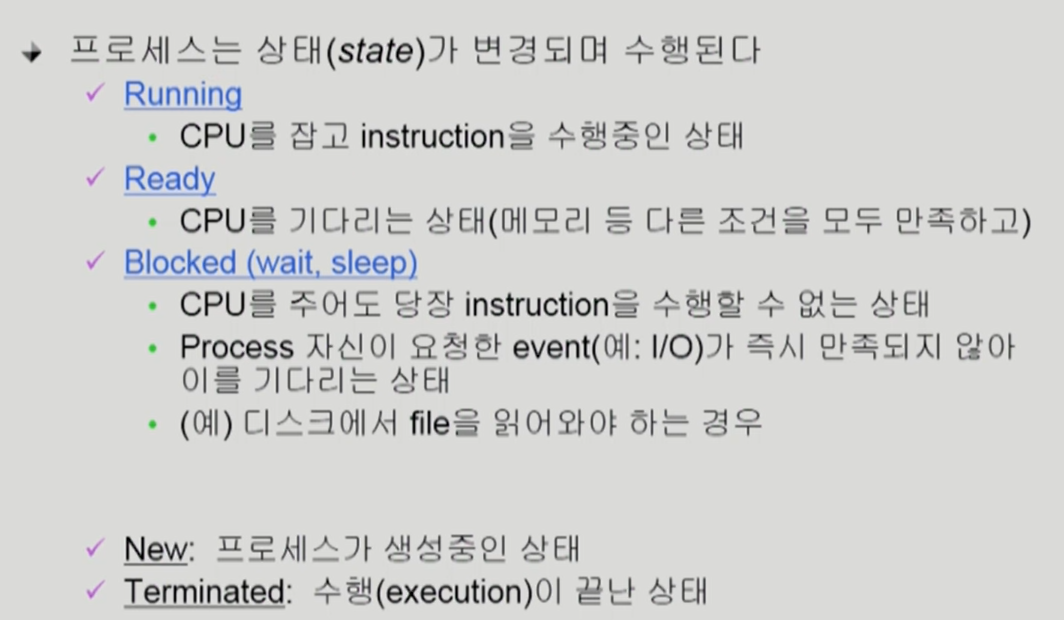 프로세스는 상태(state)가 변경되며 수행된다
Running
CPU를 잡고 instruction을 수행중인 상태
Ready
CPU를 기다리는 상태(메모리 등 다른 조건을 모두 만족하고)
Blocked (wait, sleep)
CPU를 주어도 당장 instruction을 수행할 수 없는 상태
Process 자신이 요청한 event(예: I/O)가 즉시 만족되지 않아
이를 기다리는 상태
(예) 디스크에서 file을 읽어와야 하는 경우
New: 프로세스가 생성중인 상태
Terminated: 수행(execution)이 끝난 상태